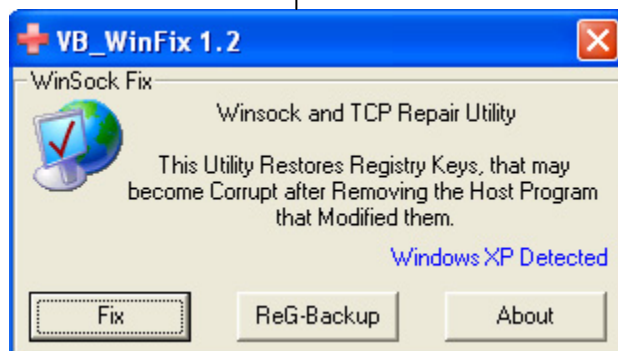 VB_WinFix 1.2
WinSock Fix
Winsock and TCP Repair Utility
This Utility Restores Registry Keys, that may
become Corrupt after Removing the Host Program
that Modified them.
Windows XP Detected
Fix
ReG-Backup
About